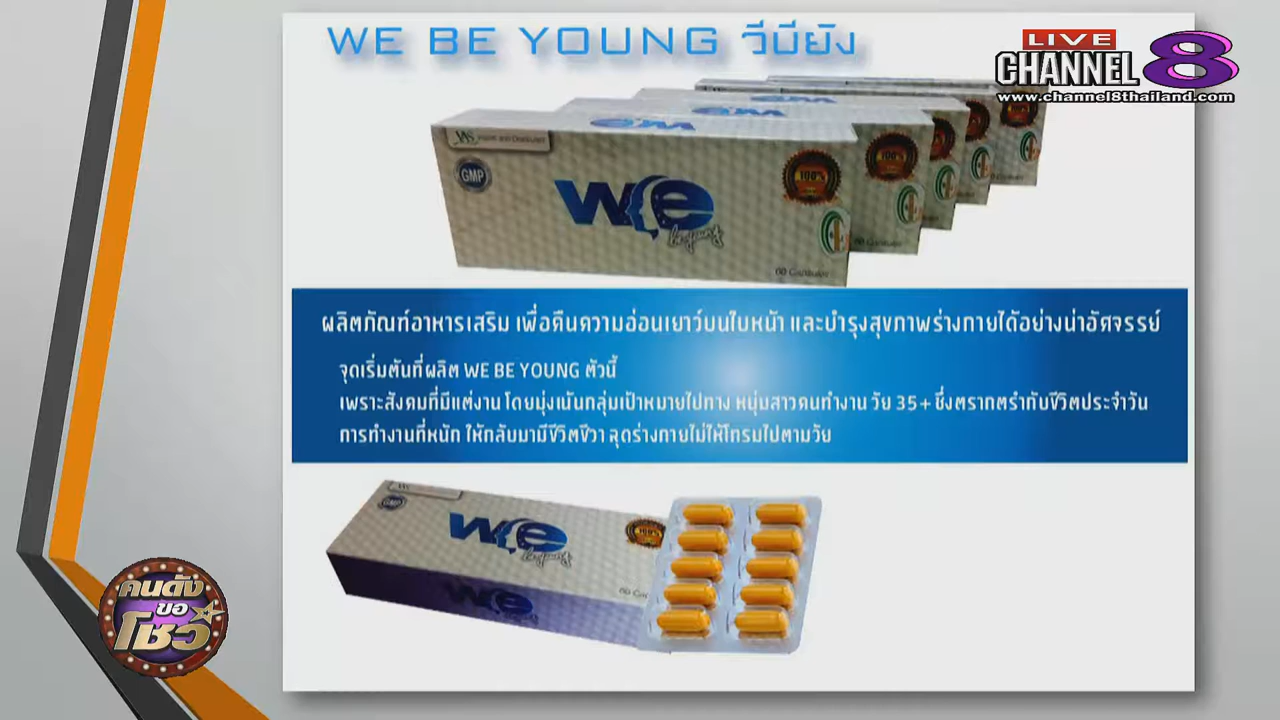 WE BE YOUNG วีบียัง
LIVE
CHANNEL 8
www.channel8thailand.com
we
GMP
100%
we
be young
60 Capsules
ผลิตภัณฑ์อาหารเสริม เพื่อคืนความอ่อนเยาว์บนใบหน้า และบำรุงสุขภาพร่างกายได้อย่างน่าอัศจรรย์
จุดเริ่มต้นที่ผลิต WE BE YOUNG ตัวนี้
เพราะสังคมที่มีแต่งาน โดยมุ่งเน้นกลุ่มเป้าหมายไปทาง หนุ่มสาวคนทำงาน วัย 35+ ซึ่งตรากตรำกับชีวิตประจำวัน
การทำงานที่หนัก ให้กลับมามีชีวิตชีวา ฉุดร่างกายไม่ให้โทรมไปตามวัย
GMP
we
be young
100%
we
คนดัง
ขอ
โชว์